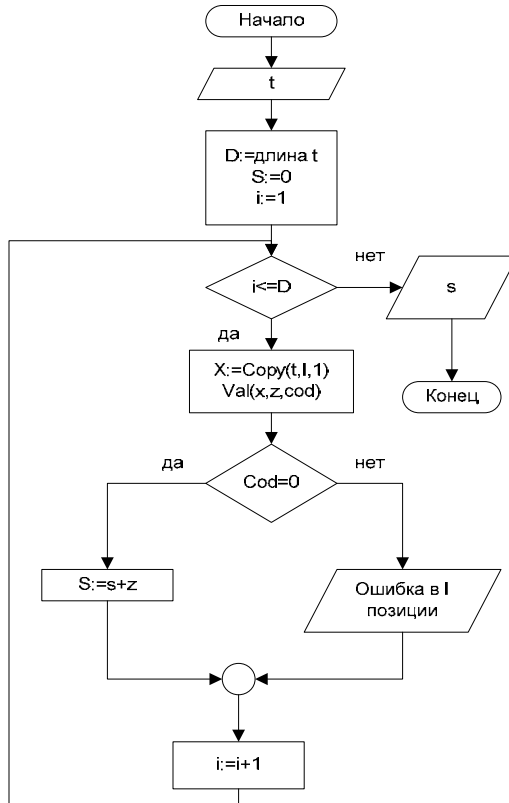 Начало
t
D:=длина t
S:=0
i:=1
i<=D
нет
s
да
X:=Copy(t,I,1)
Val(x,z,cod)
Конец
да
Cod=0
нет
S:=s+z
Ошибка в I
позиции
i:=i+1